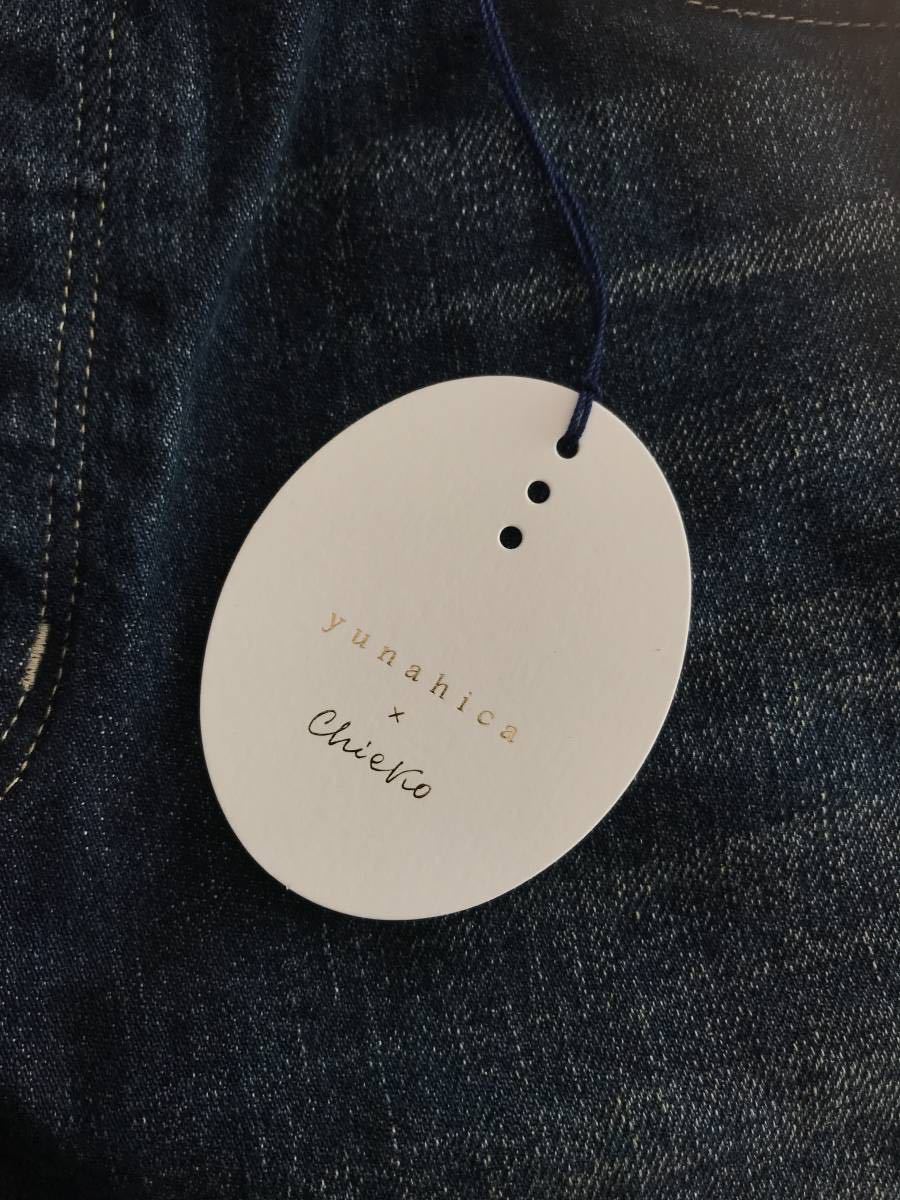 yunahica
×
Chieko